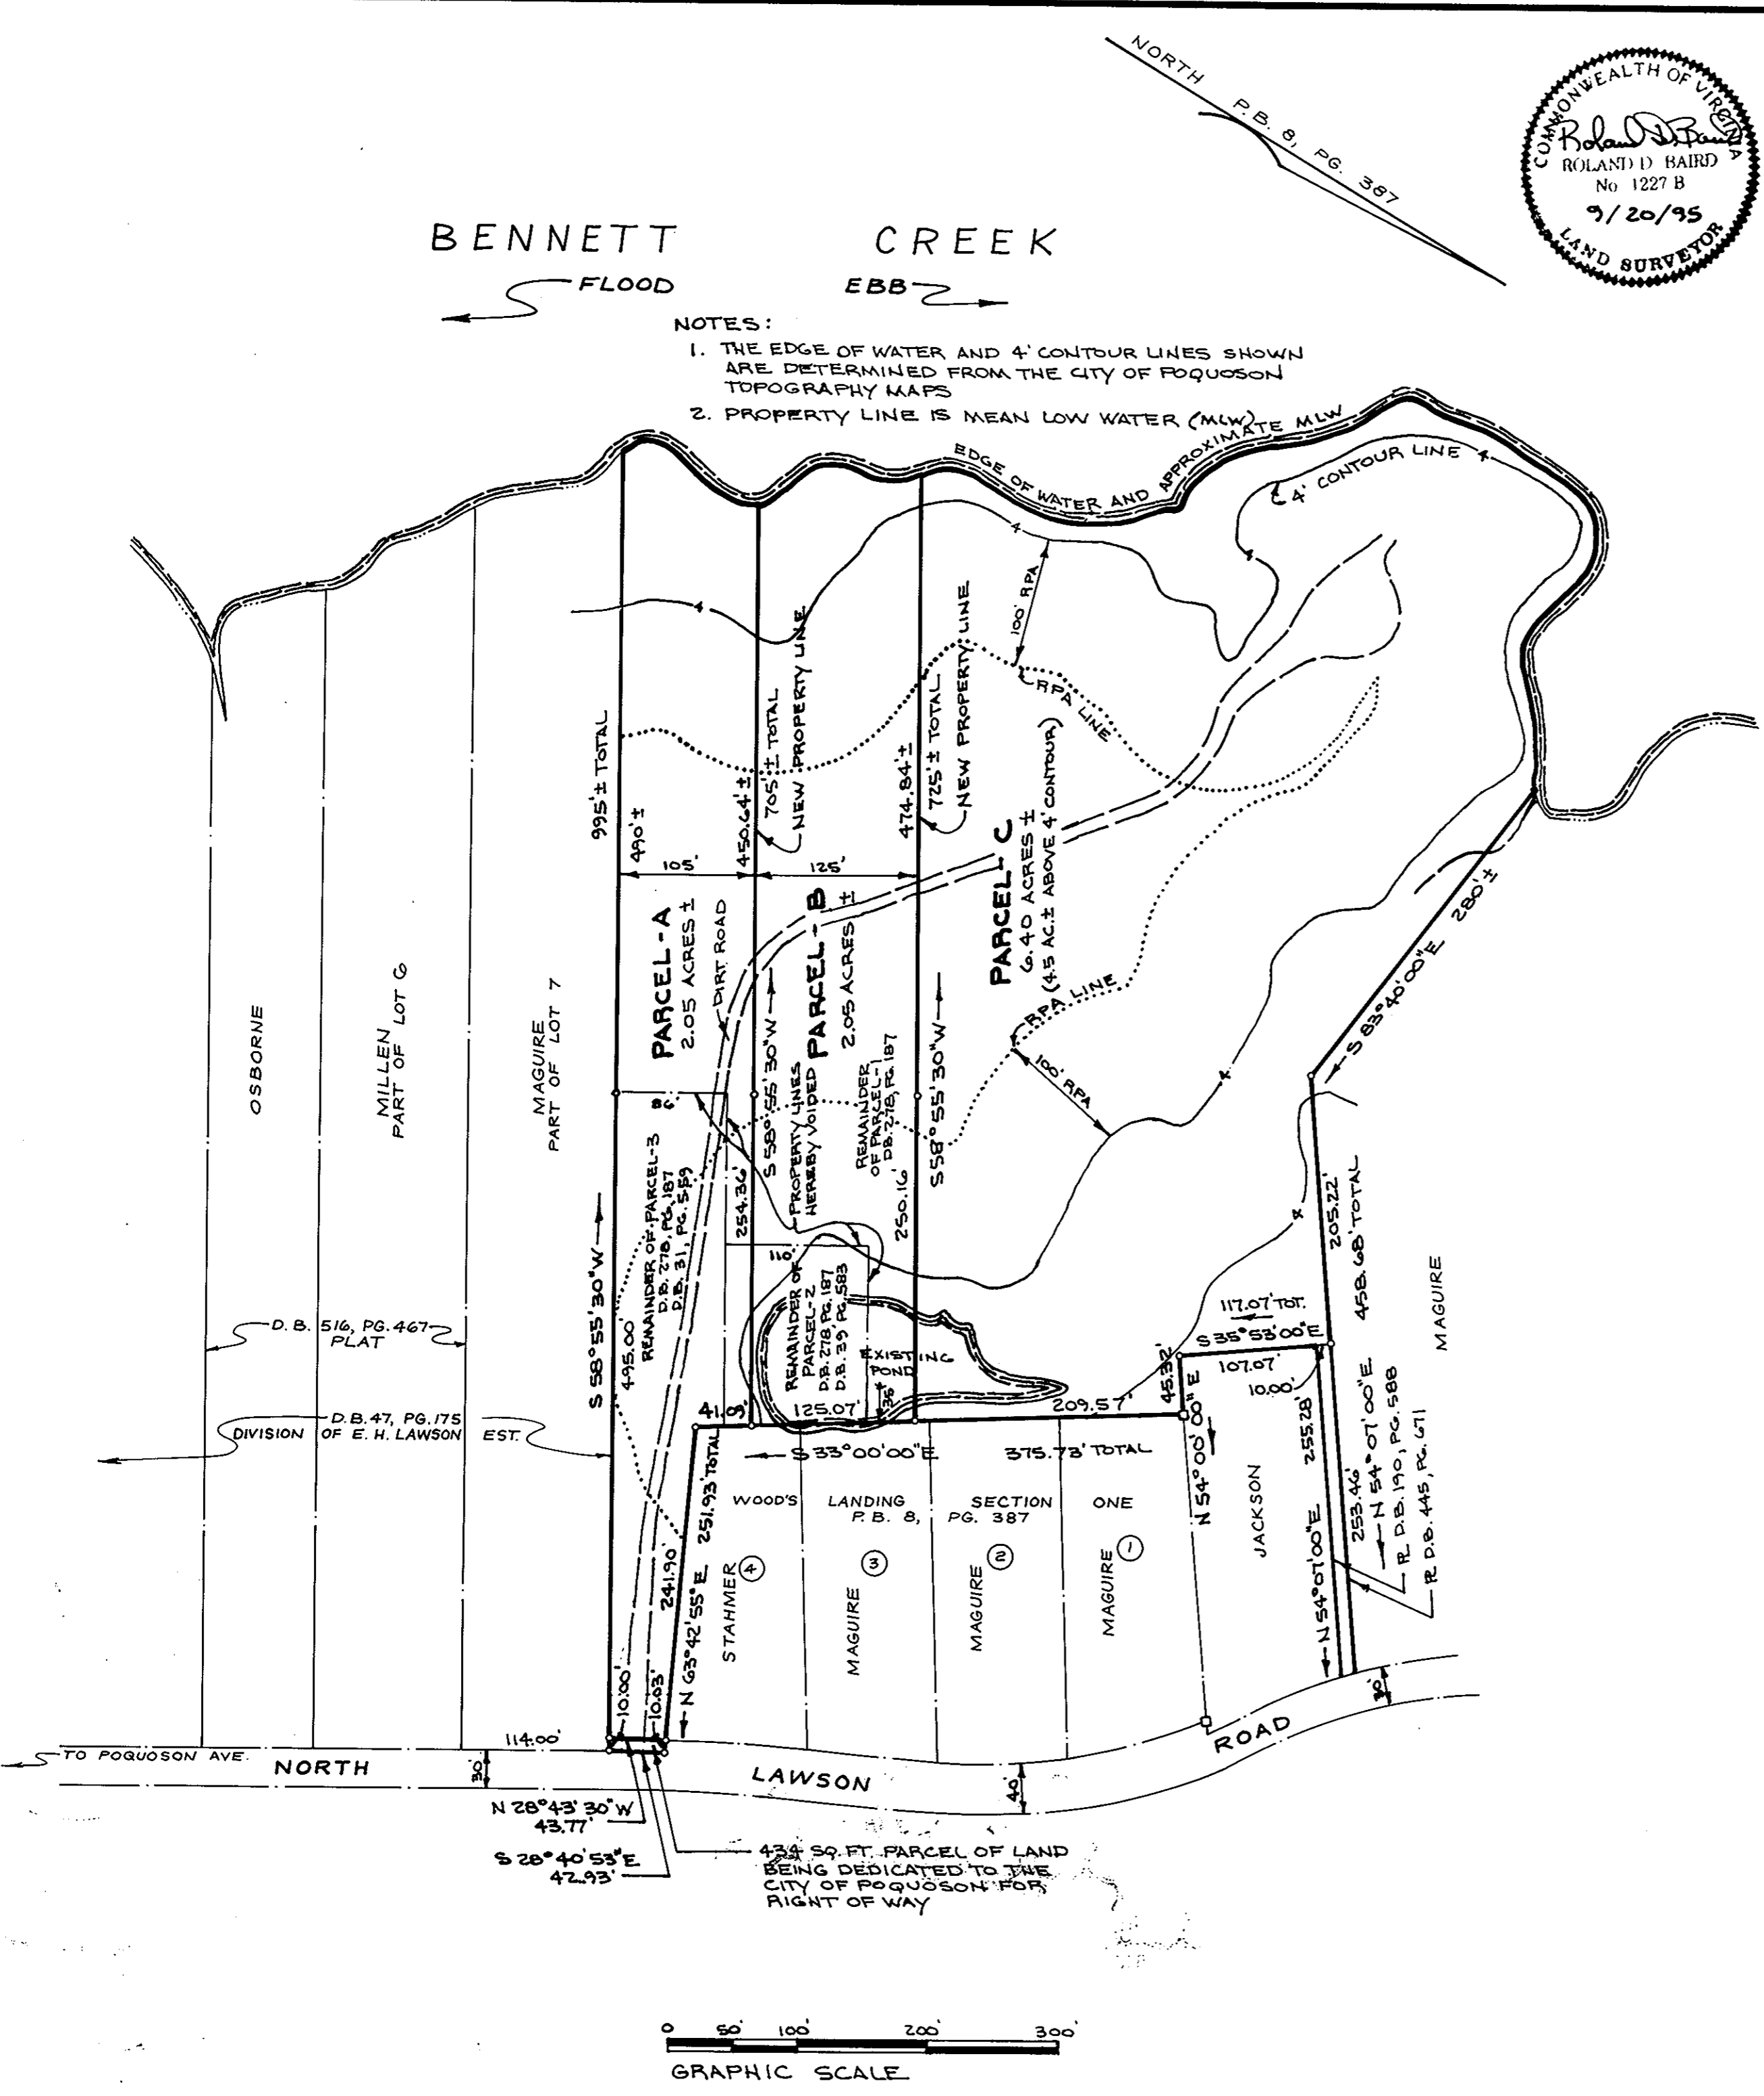 NORTH P.B. 8, PG. 387
COMMONWEALTH OF VIRGINIA
ROLAND D BAIRD
No 1227 B
9/20/95
LAND SURVEYOR
BENNETT CREEK
FLOOD
EBB
NOTES:
1. THE EDGE OF WATER AND 4' CONTOUR LINES SHOWN
ARE DETERMINED FROM THE CITY OF POQUOSON
TOPOGRAPHY MAPS
2. PROPERTY LINE IS MEAN LOW WATER (MLW)
EDGE OF WATER AND APPROXIMATE MLW
4' CONTOUR LINE 4
4
4
4
100' RPA
RPA LINE
995'± TOTAL
490'±
705'± TOTAL
NEW PROPERTY LINE
450.64'±
725'± TOTAL
NEW PROPERTY LINE
474.84'±
105'
125'
PARCEL-A
2.05 ACRES ±
DIRT ROAD
PARCEL-B
2.05 ACRES ±
PARCEL-C
6.40 ACRES ±
(4.5 AC.± ABOVE 4' CONTOUR)
RPA LINE
100' RPA
4
4
280'±
S 83°40'00"E
OSBORNE
MILLEN
PART OF LOT 6
MAGUIRE
PART OF LOT 7
S 58°55'30"W
S 58°55'30"W
S 58°55'30"W
PROPERTY LINES
HEREBY VOIDED
REMAINDER
OF PARCEL-1
D.B. 278, PG. 187
REMAINDER OF PARCEL-3
D.B. 278, PG. 187
D.B. 31, PG. 559
254.36'
250.16'
110'
REMAINDER OF
PARCEL-2
D.B. 278 PG. 187
D.B. 39 PG. 583
EXISTING
POND
35'
495.00'
D.B. 516, PG. 467
PLAT
D.B. 47, PG. 175
DIVISION OF E. H. LAWSON EST.
41.09'
125.07'
209.57'
S 33°00'00"E
375.73' TOTAL
45.32'
N 54°00'00"E
117.07' TOT.
S 35°53'00"E
107.07'
10.00'
205.22'
458.68' TOTAL
MAGUIRE
255.28'
253.46'
N 54°07'00"E
N 54°07'00"E
PL D.B. 190, PG. 588
PL D.B. 445, PG. 671
WOOD'S LANDING SECTION ONE
P.B. 8, PG. 387
STAHMER 4
MAGUIRE 3
MAGUIRE 2
MAGUIRE 1
JACKSON
251.93' TOTAL
241.90'
N 63°42'55"E
10.00'
10.03'
114.00'
TO POQUOSON AVE.
NORTH LAWSON ROAD
30'
40'
30'
N 28°43'30"W
43.77'
S 28°40'53"E
42.93'
434 SQ. FT. PARCEL OF LAND
BEING DEDICATED TO THE
CITY OF POQUOSON FOR
RIGHT OF WAY
0 50' 100' 200' 300'
GRAPHIC SCALE